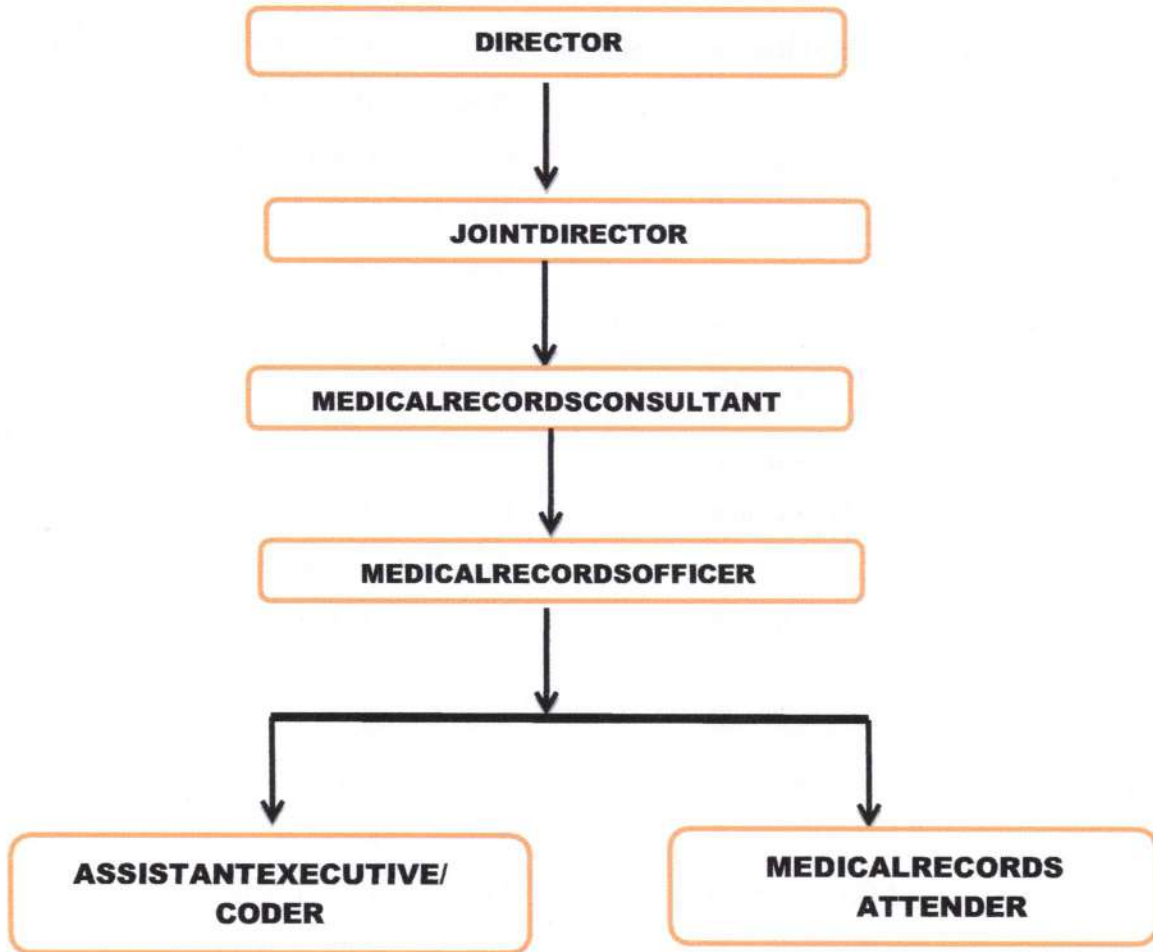 DIRECTOR
JOINTDIRECTOR
MEDICALRECORDSCONSULTANT
MEDICALRECORDSOFFICER
ASSISTANTEXECUTIVE/
CODER
MEDICALRECORDS
ATTENDER